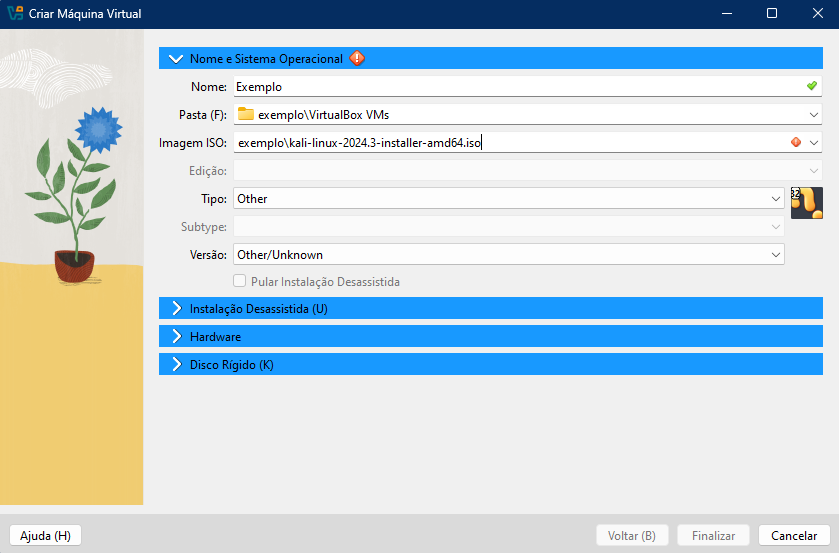 Criar Máquina Virtual
Nome e Sistema Operacional
Nome: Exemplo
Pasta (F): exemplo\VirtualBox VMs
Imagem ISO: exemplo\kali-linux-2024.3-installer-amd64.iso
Edição:
Tipo: Other
32
Subtype:
Versão: Other/Unknown
Pular Instalação Desassistida
Instalação Desassistida (U)
Hardware
Disco Rígido (K)
Ajuda (H) Voltar (B) Finalizar Cancelar